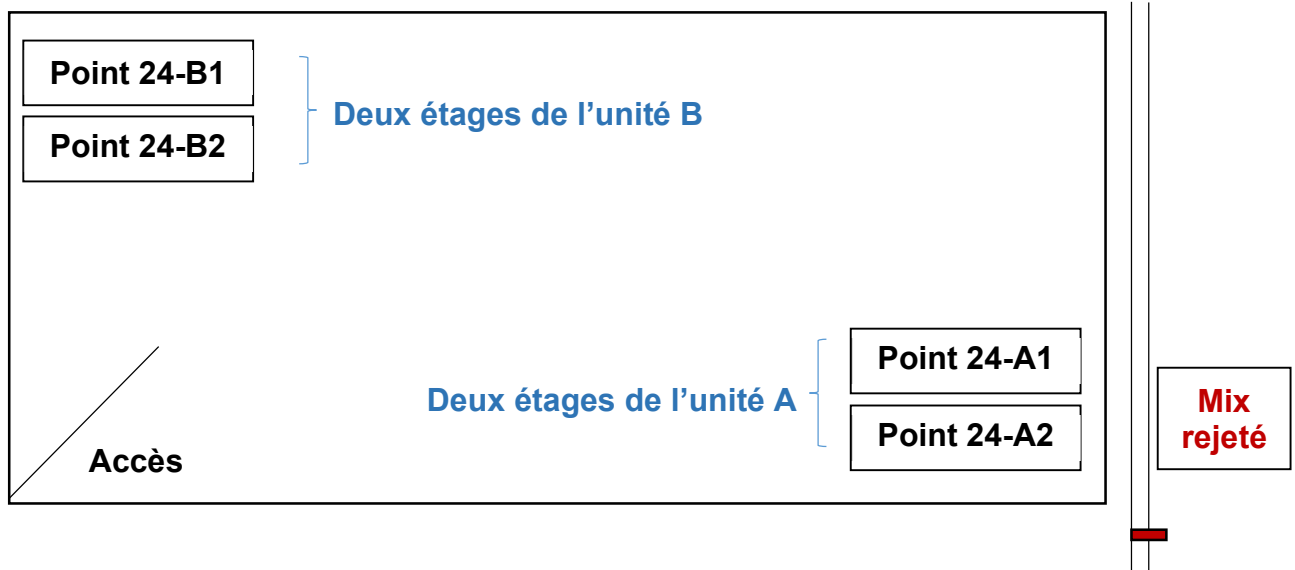 Point 24-B1
Deux étages de l’unité B
Point 24-B2
Point 24-A1
Deux étages de l’unité A
Point 24-A2
Mix
rejeté
Accès